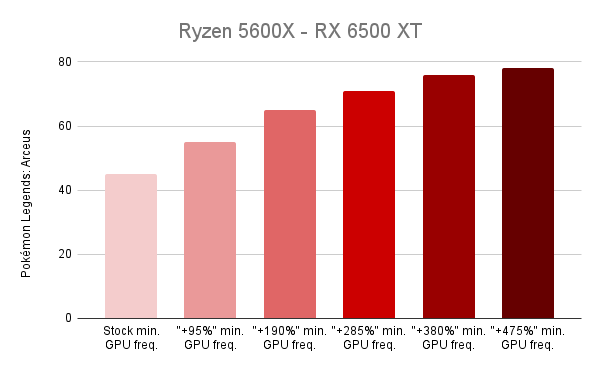 Ryzen 5600X - RX 6500 XT
Pokémon Legends: Arceus
80
60
40
20
0
Stock min.
GPU freq.
"+95%" min.
GPU freq.
"+190%" min.
GPU freq.
"+285%" min.
GPU freq.
"+380%" min.
GPU freq.
"+475%" min.
GPU freq.